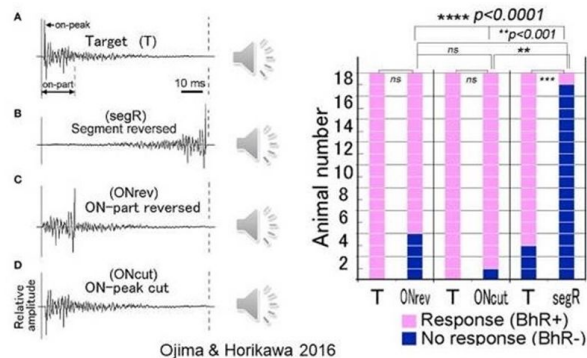 A
on-peak
Target (T)
on-part
10 ms
B
(segR)
Segment reversed
C
(ONrev)
ON-part reversed
D
(ONcut)
ON-peak cut
Relative
amplitude
Ojima & Horikawa 2016
**** p<0.0001
**p<0.001
ns
**
ns
ns
***
Animal number
18
16
14
12
10
8
6
4
2
T ONrev T ONcut T segR
Response (BhR+)
No response (BhR-)